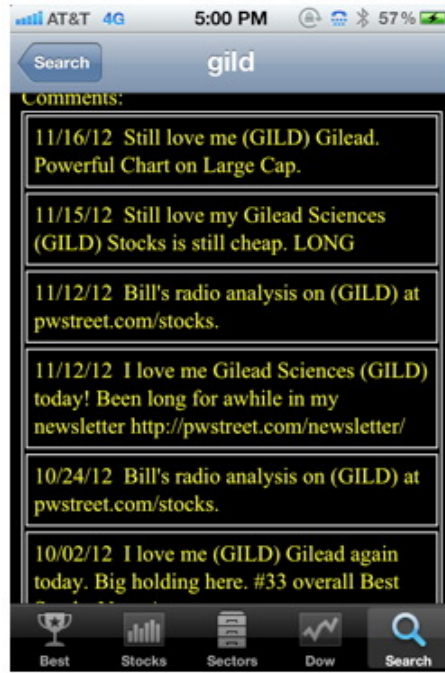 AT&T 4G 5:00 PM 57%
Search gild
Comments:
11/16/12 Still love me (GILD) Gilead.
Powerful Chart on Large Cap.
11/15/12 Still love my Gilead Sciences
(GILD) Stocks is still cheap. LONG
11/12/12 Bill's radio analysis on (GILD) at
pwstreet.com/stocks.
11/12/12 I love me Gilead Sciences (GILD)
today! Been long for awhile in my
newsletter http://pwstreet.com/newsletter/
10/24/12 Bill's radio analysis on (GILD) at
pwstreet.com/stocks.
10/02/12 I love me (GILD) Gilead again
today. Big holding here. #33 overall Best
Best Stocks Sectors Dow Search